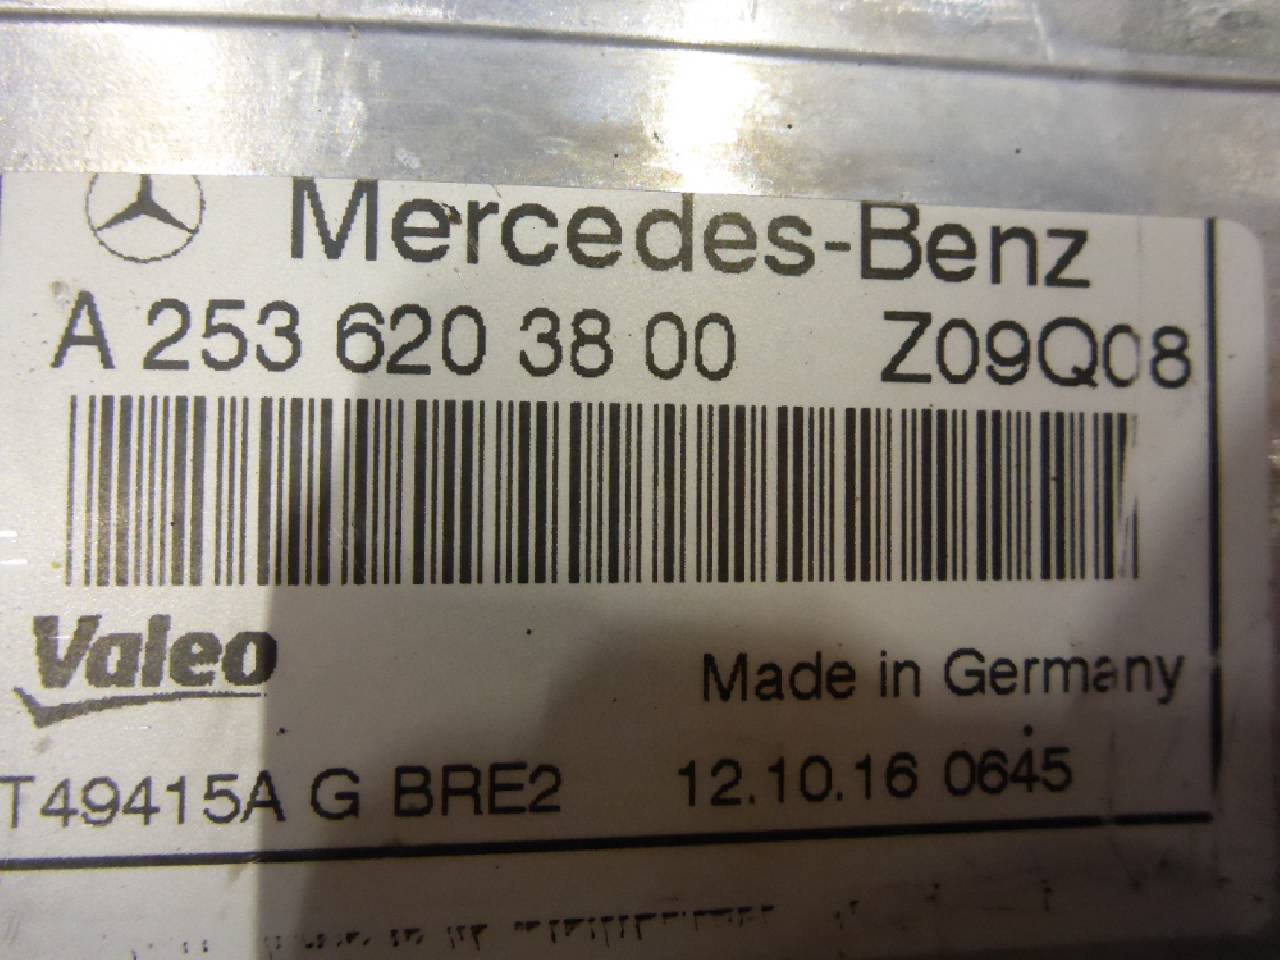 Mercedes-Benz
A 253 620 38 00 Z09Q08
Valeo
Made in Germany
T49415A G BRE2 12.10.16 0645